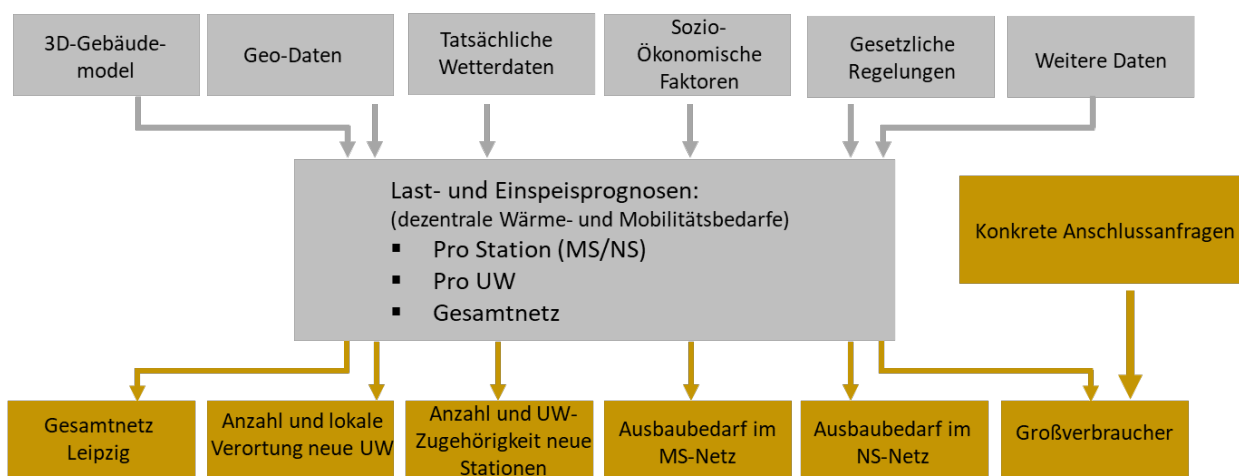 3D-Gebäude-
model
Geo-Daten
Tatsächliche
Wetterdaten
Sozio-
Ökonomische
Faktoren
Gesetzliche
Regelungen
Weitere Daten
Last- und Einspeisprognosen:
(dezentrale Wärme- und Mobilitätsbedarfe)
▪ Pro Station (MS/NS)
▪ Pro UW
▪ Gesamtnetz
Konkrete Anschlussanfragen
Gesamtnetz
Leipzig
Anzahl und lokale
Verortung neue UW
Anzahl und UW-
Zugehörigkeit neue
Stationen
Ausbaubedarf im
MS-Netz
Ausbaubedarf im
NS-Netz
Großverbraucher